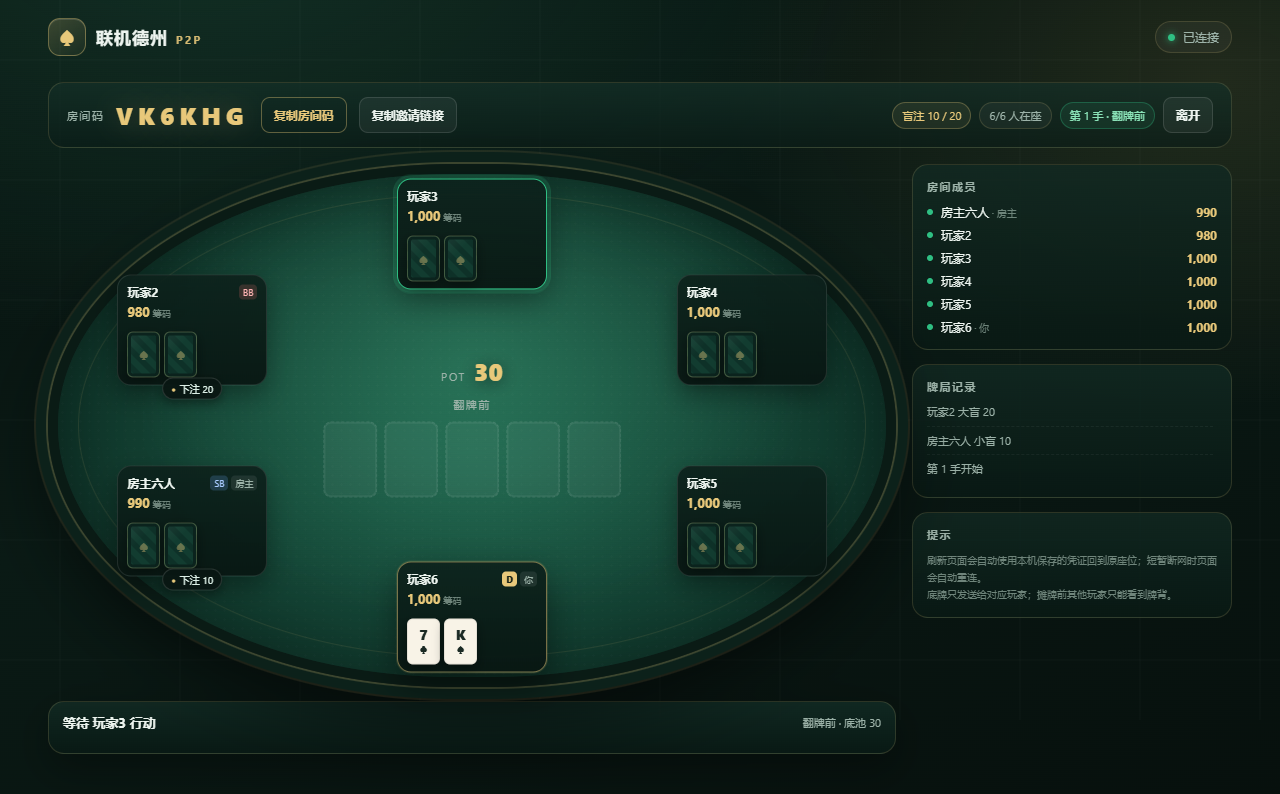 联机德州 P2P
已连接
房间码 VK6KHG 复制房间码 复制邀请链接
盲注 10 / 20 6/6 人在座 第 1 手 · 翻牌前 离开
玩家3
1,000 筹码
玩家2 BB
980 筹码
下注 20
玩家4
1,000 筹码
POT 30
翻牌前
房主六人 SB 房主
990 筹码
下注 10
玩家5
1,000 筹码
玩家6 D 你
1,000 筹码
7 K
等待 玩家3 行动
翻牌前 · 底池 30
房间成员
房主六人 · 房主 990
玩家2 980
玩家3 1,000
玩家4 1,000
玩家5 1,000
玩家6 · 你 1,000
牌局记录
玩家2 大盲 20
房主六人 小盲 10
第 1 手开始
提示
刷新页面会自动使用本机保存的凭证回到原座位；短暂断网时页面
会自动重连。
底牌只发送给对应玩家；摊牌前其他玩家只能看到牌背。